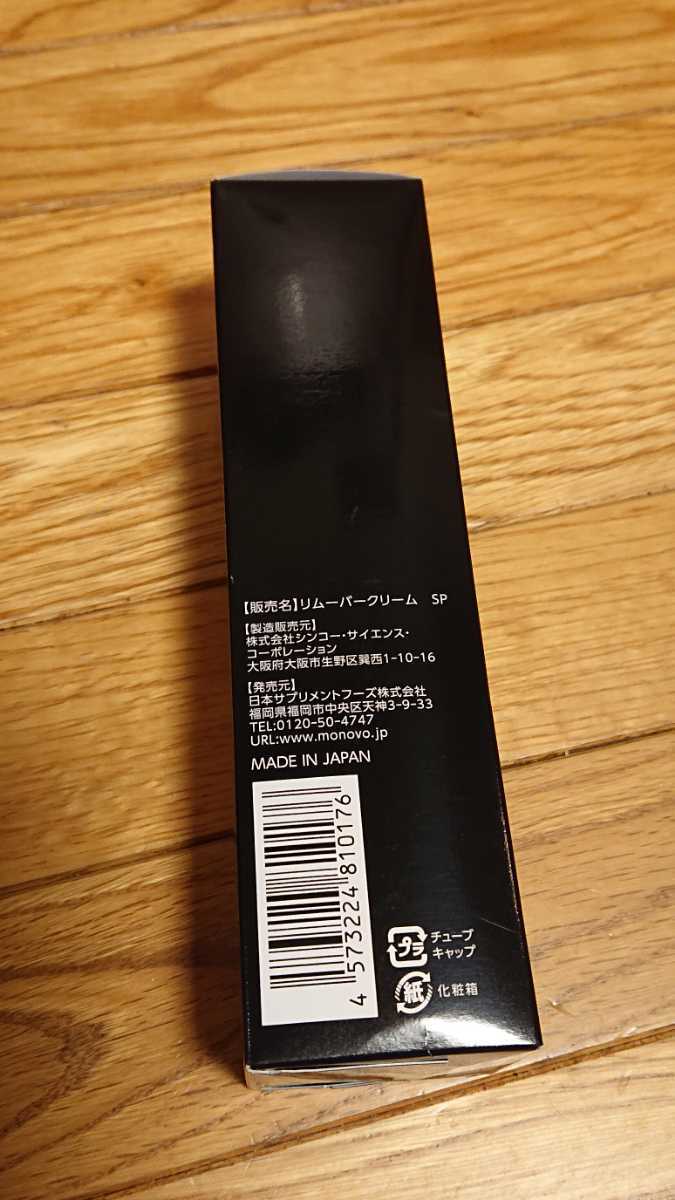 【販売名】リムーバークリーム SP
【製造販売元】
株式会社シンコー・サイエンス・
コーポレーション
大阪府大阪市生野区巽西1-10-16
【発売元】
日本サプリメントフーズ株式会社
福岡県福岡市中央区天神3-9-33
TEL:0120-50-4747
URL:www.monovo.jp
MADE IN JAPAN
4 573224 810176
プラ
チューブ
キャップ
紙
化粧箱